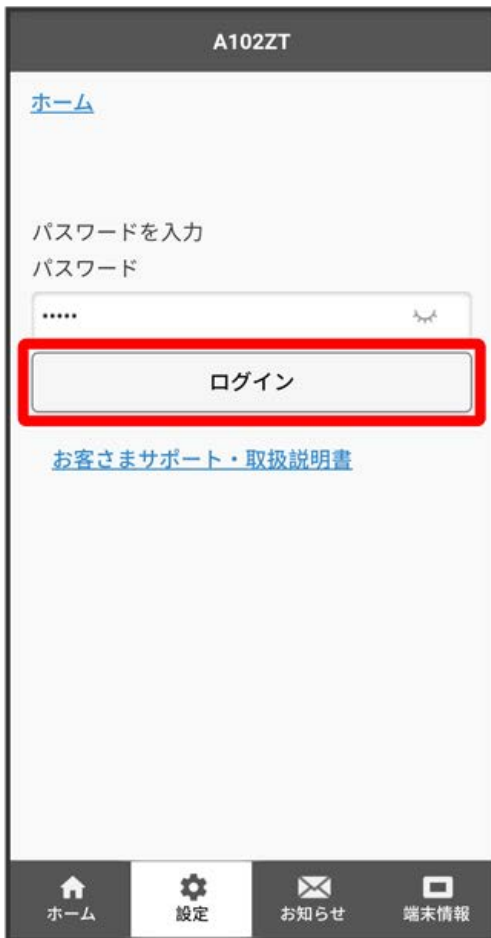 A102ZT
ホーム
パスワードを入力
パスワード
•••••
ログイン
お客さまサポート・取扱説明書
ホーム
設定
お知らせ
端末情報